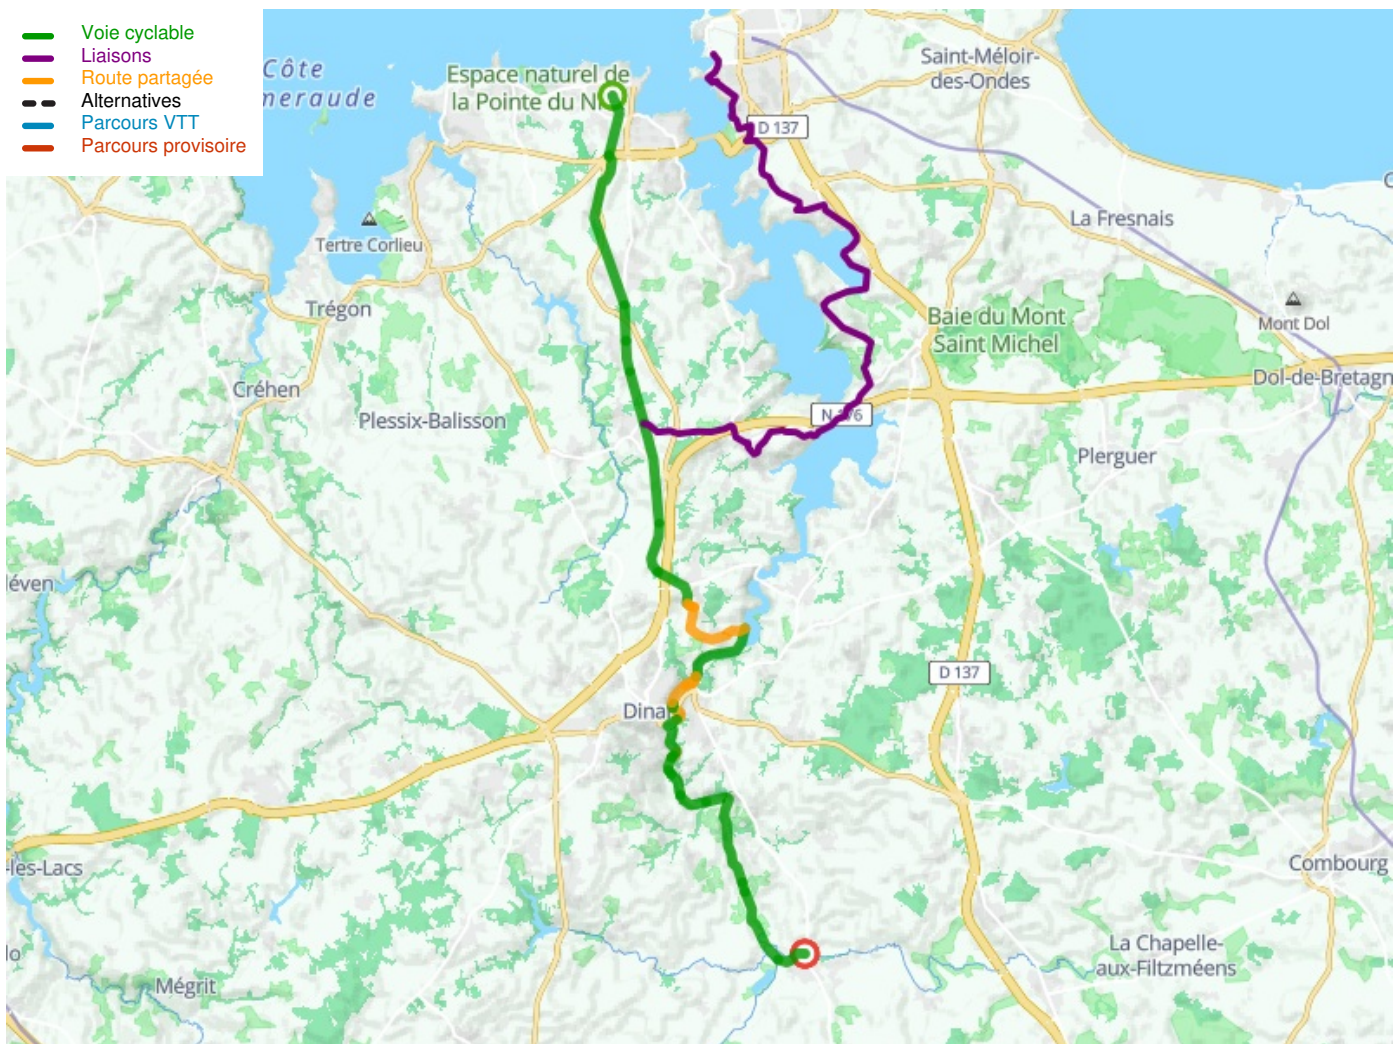 Voie cyclable
Liaisons
Route partagée
Alternatives
Parcours VTT
Parcours provisoire
Côte
meraude
Espace naturel de
la Pointe du N
Saint-Méloir-
des-Ondes
D 137
La Fresnais
Tertre Corlieu
Trégon
Baie du Mont
Saint Michel
Mont Dol
Créhen
Dol-de-Bretagn
Plessix-Balisson
N 176
Plerguer
léven
D 137
Dinan
-les-Lacs
Combourg
La Chapelle-
aux-Filtzméens
lo
Mégrit